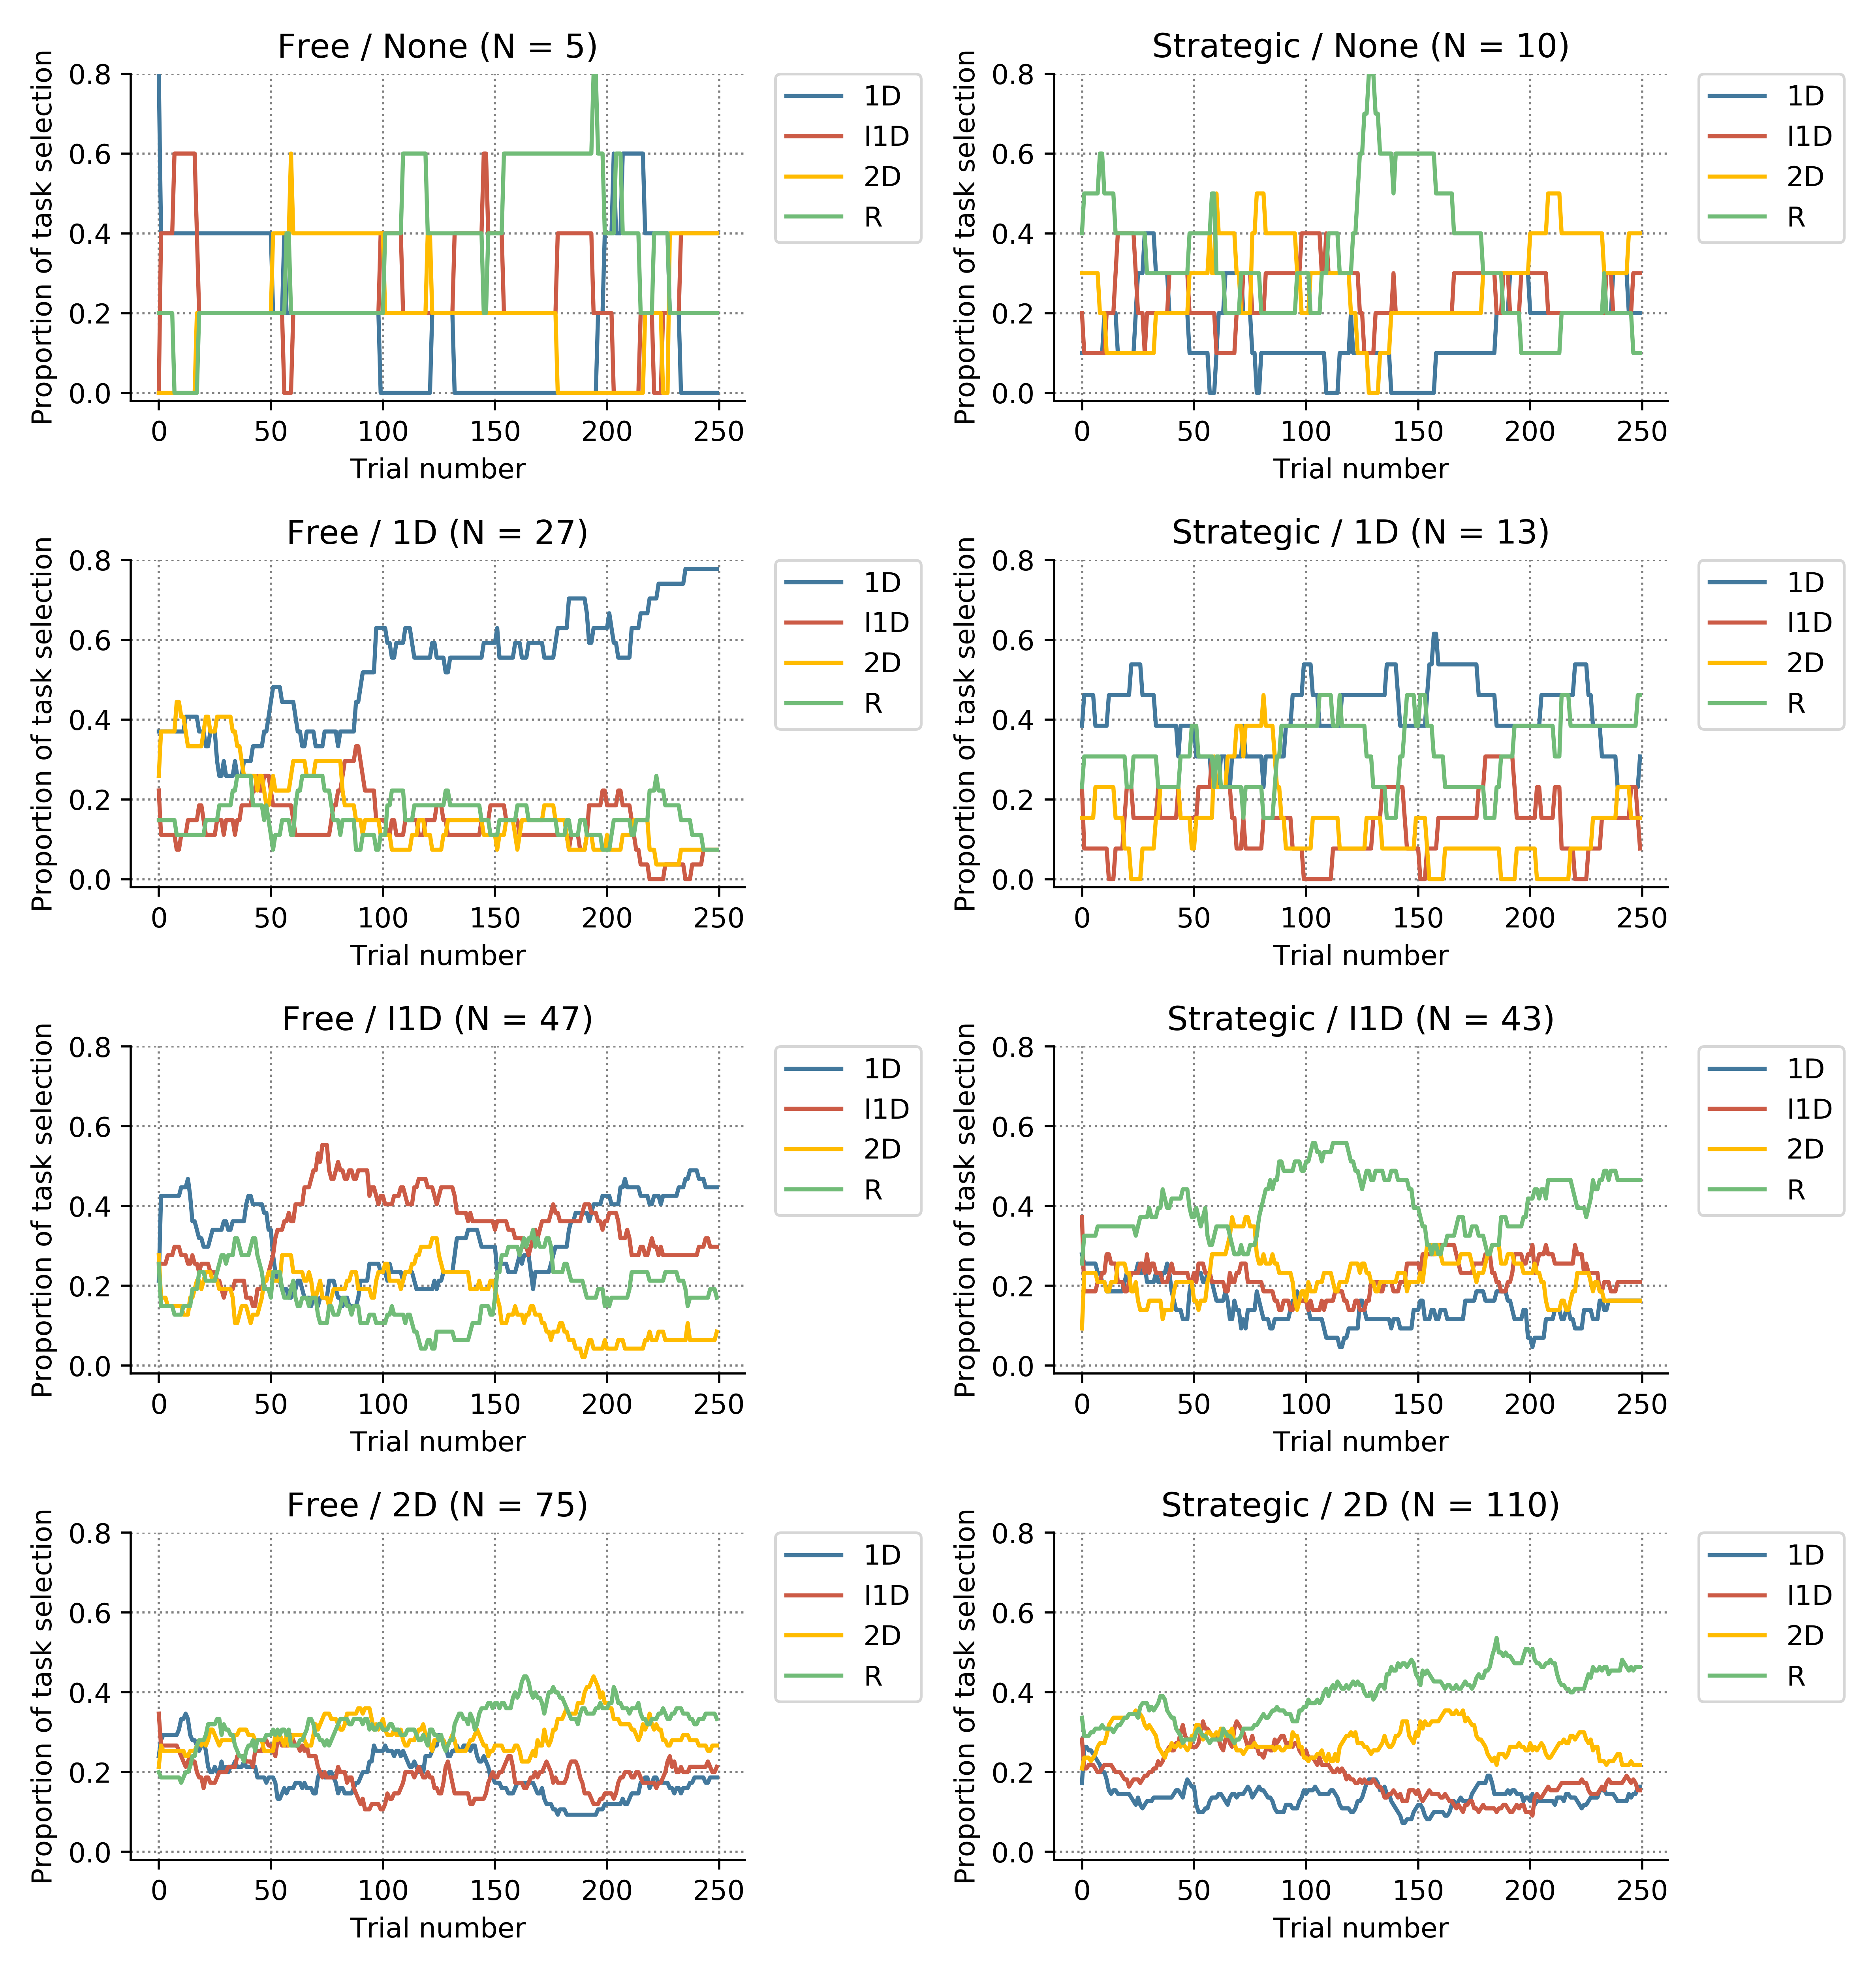 Free / None (N = 5)
Proportion of task selection
0.8
0.6
0.4
0.2
0.0
0 50 100 150 200 250
Trial number
1D
I1D
2D
R
Strategic / None (N = 10)
Proportion of task selection
0.8
0.6
0.4
0.2
0.0
0 50 100 150 200 250
Trial number
1D
I1D
2D
R
Free / 1D (N = 27)
Proportion of task selection
0.8
0.6
0.4
0.2
0.0
0 50 100 150 200 250
Trial number
1D
I1D
2D
R
Strategic / 1D (N = 13)
Proportion of task selection
0.8
0.6
0.4
0.2
0.0
0 50 100 150 200 250
Trial number
1D
I1D
2D
R
Free / I1D (N = 47)
Proportion of task selection
0.8
0.6
0.4
0.2
0.0
0 50 100 150 200 250
Trial number
1D
I1D
2D
R
Strategic / I1D (N = 43)
Proportion of task selection
0.8
0.6
0.4
0.2
0.0
0 50 100 150 200 250
Trial number
1D
I1D
2D
R
Free / 2D (N = 75)
Proportion of task selection
0.8
0.6
0.4
0.2
0.0
0 50 100 150 200 250
Trial number
1D
I1D
2D
R
Strategic / 2D (N = 110)
Proportion of task selection
0.8
0.6
0.4
0.2
0.0
0 50 100 150 200 250
Trial number
1D
I1D
2D
R